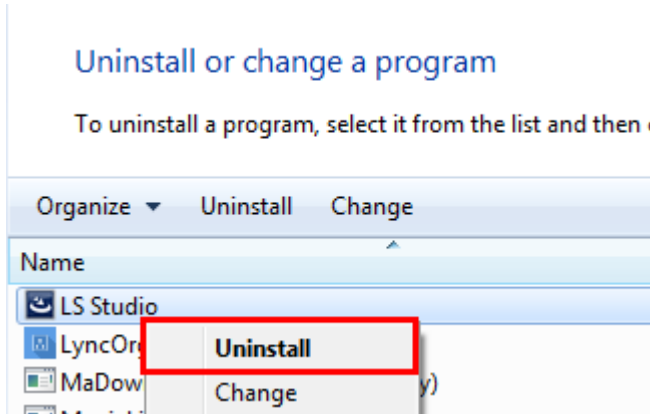 Uninstall or change a program
To uninstall a program, select it from the list and then
Organize Uninstall Change
Name
LS Studio
Uninstall
Change